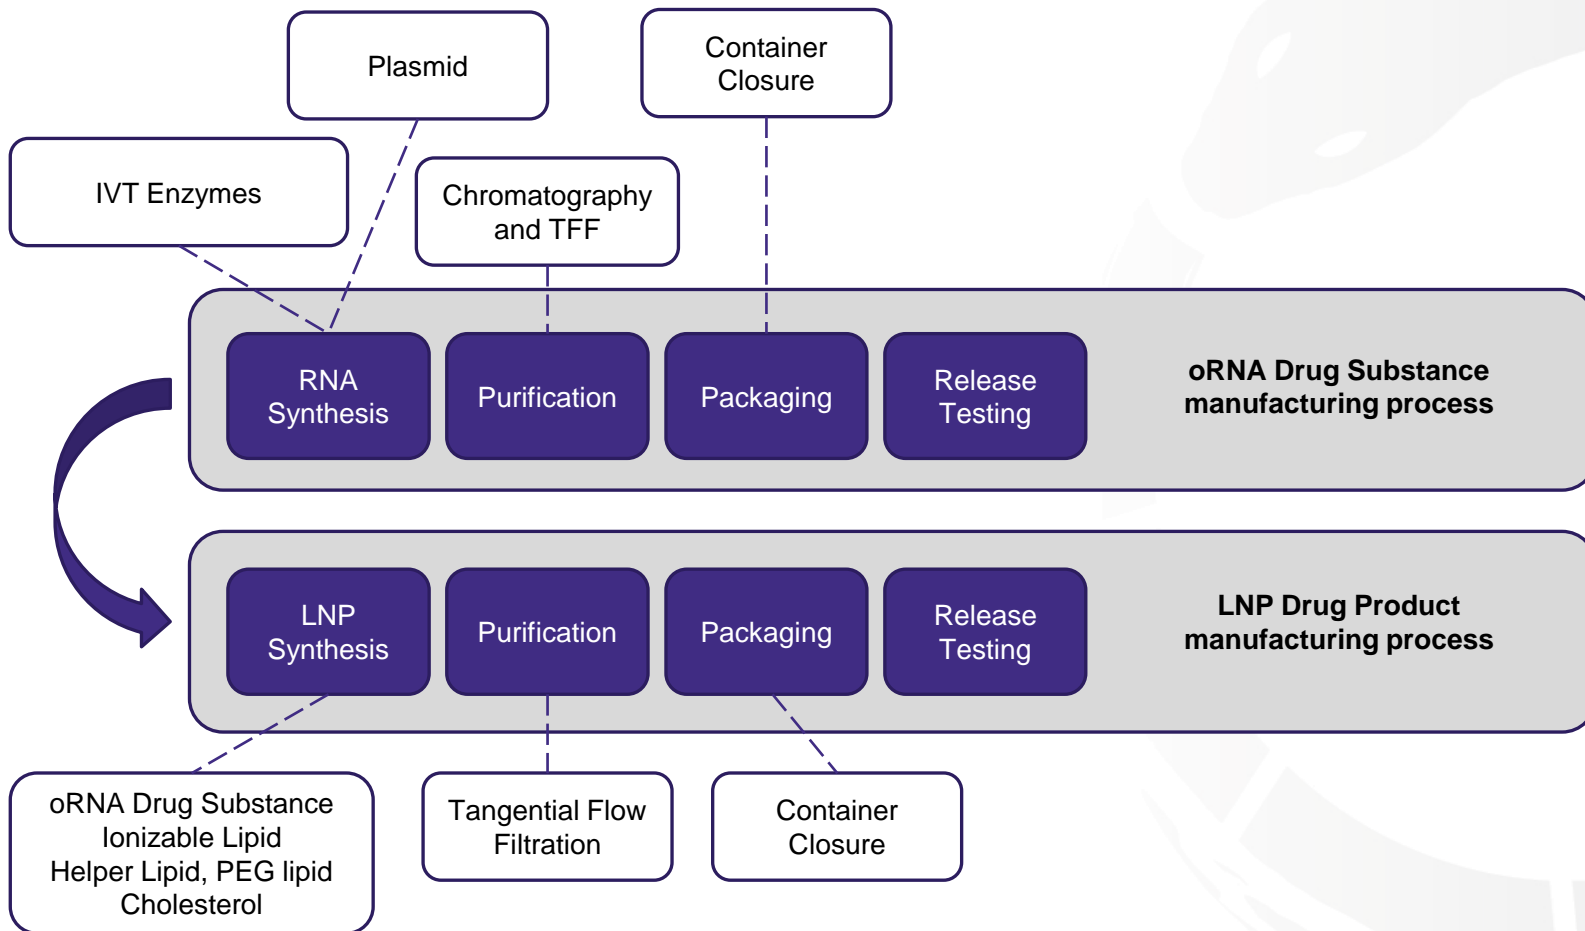 Plasmid
Container
Closure
IVT Enzymes
Chromatography
and TFF
RNA
Synthesis
Purification
Packaging
Release
Testing
oRNA Drug Substance
manufacturing process
LNP
Synthesis
Purification
Packaging
Release
Testing
LNP Drug Product
manufacturing process
oRNA Drug Substance
Ionizable Lipid
Helper Lipid, PEG lipid
Cholesterol
Tangential Flow
Filtration
Container
Closure